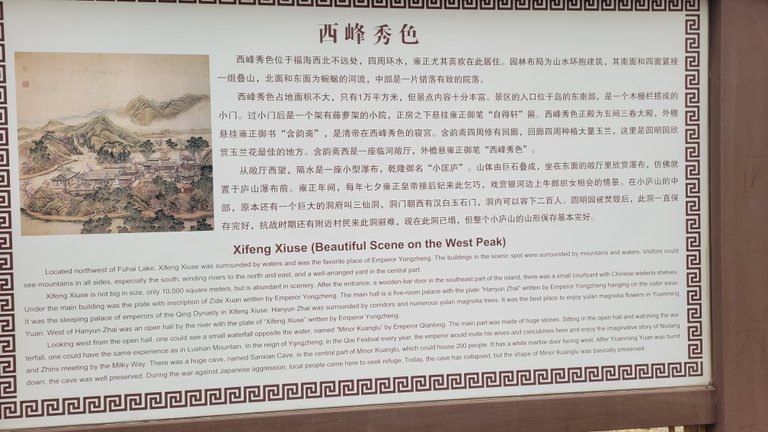 西峰秀色
西峰秀色位于福海西北不远处，四周环水，雍正尤其喜欢在此居住。园林布局为山水环抱建筑，其南面和四面紧接
一组叠山，北面和东面为蜿蜒的河流，中部是一片错落有致的院落。
西峰秀色占地面积不大，只有1万平方米，但景点内容十分丰富。景区的入口位于岛的东南部，是一个木栅栏搭成的
小门。过小门后是一个架有藤萝架的小院，正房之下悬挂雍正御笔“自得轩”匾。西峰秀色正殿为五间三卷大殿，外檐
悬挂雍正御书“含韵斋”，是清帝在西峰秀色的寝宫。含韵斋四周修有回廊，回廊四周种植大量玉兰，这里是圆明园欣
赏玉兰花最佳的地方。含韵斋西是一座临河敞厅，外檐悬雍正御笔“西峰秀色”。
从敞厅西望，隔水是一座小型瀑布，乾隆御名“小匡庐”。山体由巨石叠成，坐在东面的敞厅里欣赏瀑布，仿佛就
置于庐山瀑布前。雍正年间，每年七夕雍正皇帝接后妃来此乞巧，戏赏银河边上牛郎织女相会的情景。在小庐山的中
部，原本还有一个巨大的洞府叫三仙洞，洞门朝西有汉白玉石门，洞内可以容下二百人。圆明园被焚毁后，此洞一直保
存完好，抗战时期还有附近村民来此洞避难，现在此洞已塌，但整个小庐山的山形保存基本完好。
Xifeng Xiuse (Beautiful Scene on the West Peak)
Located northwest of Fuhai Lake, Xifeng Xiuse was surrounded by waters and was the favorite place of Emperor Yongzheng. The buildings in the scenic spot were surrounded by mountains and waters. Visitors could
see mountains in all sides, especially the south, winding rivers to the north and east, and a well-arranged yard in the central part.
Xifeng Xiuse is not big in size, only 10,000 square meters, but is abundant in scenery. After the entrance, a wooden-bar door in the southeast part of the island, there was a small courtyard with Chinese wisteria shelves.
Under the main building was the plate with inscription of Zide Xuan written by Emperor Yongzheng. The main hall is a five-room palace with the plate "Hanyun Zhai" written by Emperor Yongzheng hanging on the outer eave.
It was the sleeping palace of emperors of the Qing Dynasty in Xifeng Xiuse. Hanyun Zhai was surrounded by corridors and numerous yulan magnolia trees. It was the best place to enjoy yulan magnolia flowers in Yuanming
Yuan. West of Hanyun Zhai was an open hall by the river with the plate of "Xifeng Xiuse" written by Emperor Yongzheng.
Looking west from the open hall, one could see a small waterfall opposite the water, named "Minor Kuanglu" by Emperor Qianlong. The main part was made of huge stones. Sitting in the open hall and watching the wa-
terfall, one could have the same experience as in Lushan Mountain. In the reign of Yongzheng, in the Qixi Festival every year, the emperor would invite his wives and concubines here and enjoy the imaginative story of Niulang
and Zhinv meeting by the Milky Way. There was a huge cave, named Sanxian Cave, in the central part of Minor Kuanglu, which could house 200 people. It has a white marble door facing west. After Yuanming Yuan was burnt
down, the cave was well preserved. During the war against Japanese aggression, local people came here to seek refuge. Today, the cave has collapsed, but the shape of Minor Kuanglu was basically preserved.